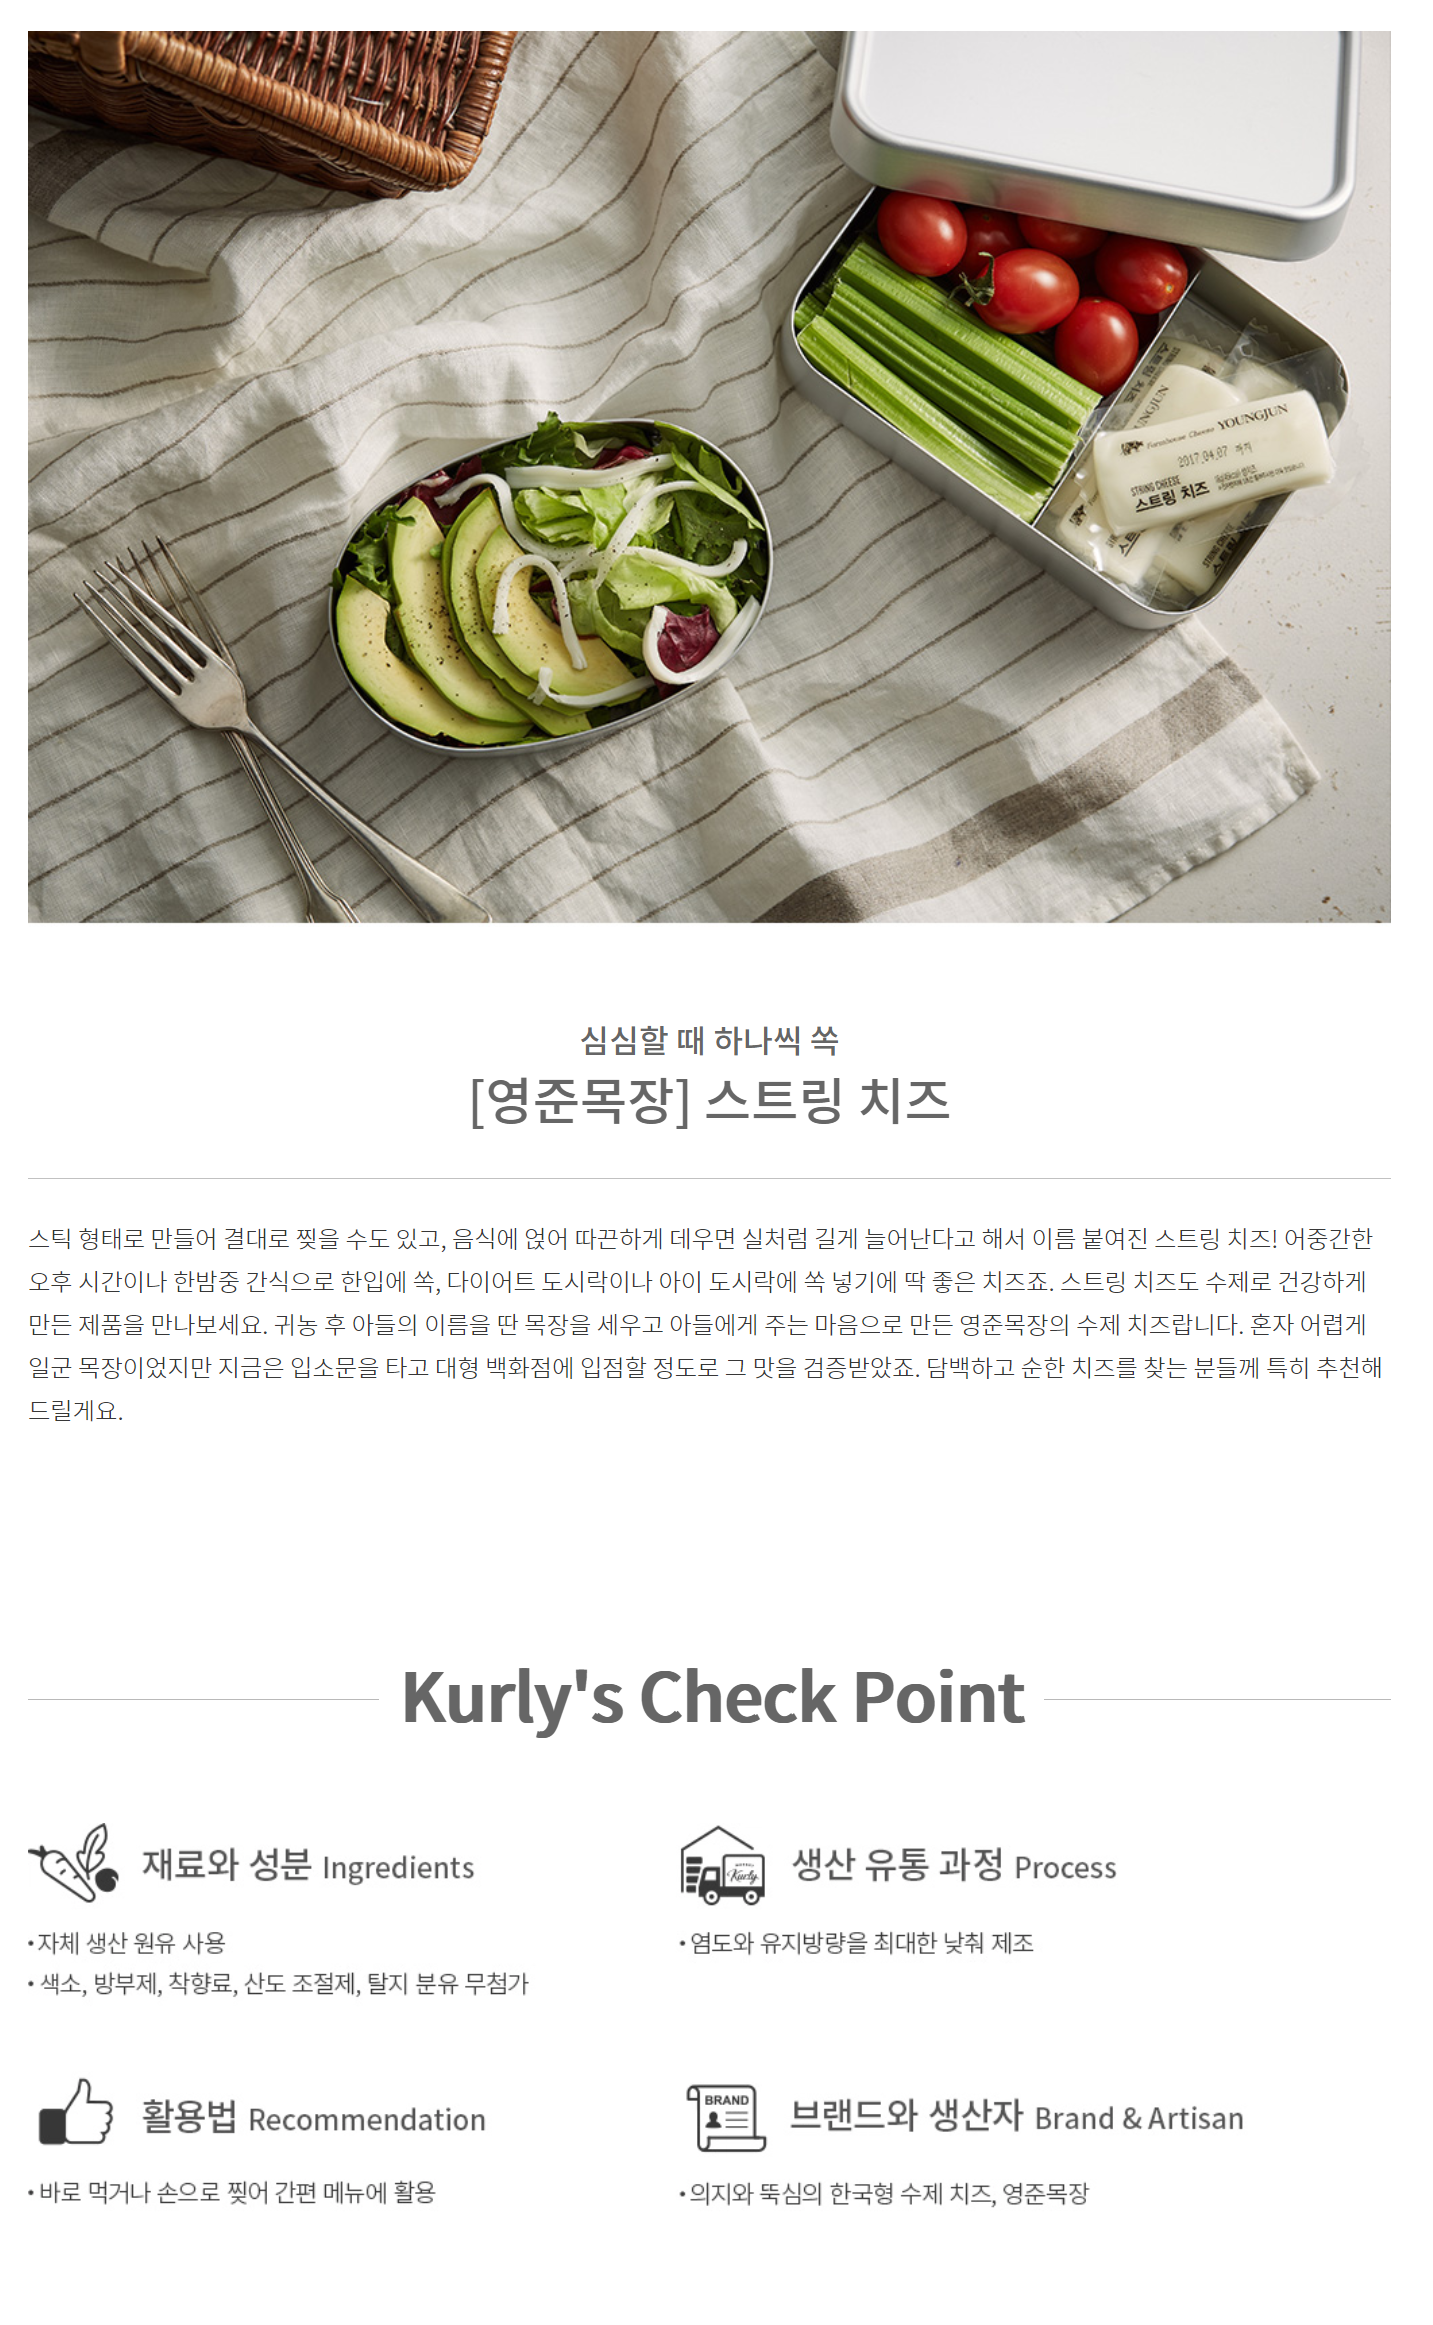 Farmhouse Cheese YOUNGJUN
2017.04.07 까지
STRING CHEESE
스트링 치즈
심심할 때 하나씩 쏙
[영준목장] 스트링 치즈
스틱 형태로 만들어 결대로 찢을 수도 있고, 음식에 얹어 따끈하게 데우면 실처럼 길게 늘어난다고 해서 이름 붙여진 스트링 치즈! 어중간한
오후 시간이나 한밤중 간식으로 한입에 쏙, 다이어트 도시락이나 아이 도시락에 쏙 넣기에 딱 좋은 치즈죠. 스트링 치즈도 수제로 건강하게
만든 제품을 만나보세요. 귀농 후 아들의 이름을 딴 목장을 세우고 아들에게 주는 마음으로 만든 영준목장의 수제 치즈랍니다. 혼자 어렵게
일군 목장이었지만 지금은 입소문을 타고 대형 백화점에 입점할 정도로 그 맛을 검증받았죠. 담백하고 순한 치즈를 찾는 분들께 특히 추천해
드릴게요.
Kurly's Check Point
재료와 성분 Ingredients
• 자체 생산 원유 사용
• 색소, 방부제, 착향료, 산도 조절제, 탈지 분유 무첨가
Kurly
생산 유통 과정 Process
• 염도와 유지방량을 최대한 낮춰 제조
활용법 Recommendation
• 바로 먹거나 손으로 찢어 간편 메뉴에 활용
BRAND
브랜드와 생산자 Brand & Artisan
• 의지와 뚝심의 한국형 수제 치즈, 영준목장